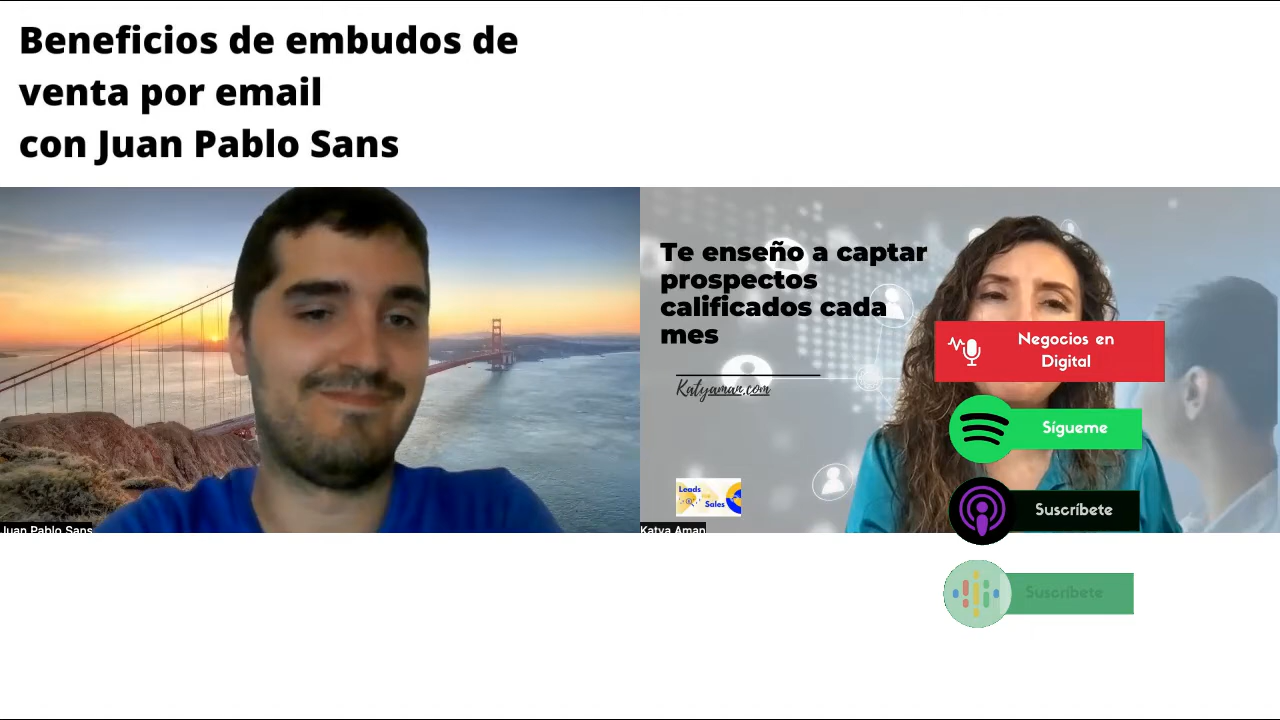 Beneficios de embudos de
venta por email
con Juan Pablo Sans
Te enseño a captar
prospectos
calificados cada
mes
Katyaman.com
Leads
Sales
Juan Pablo Sans
Katya Aman
Negocios en
Digital
Sígueme
Suscríbete
Suscríbete